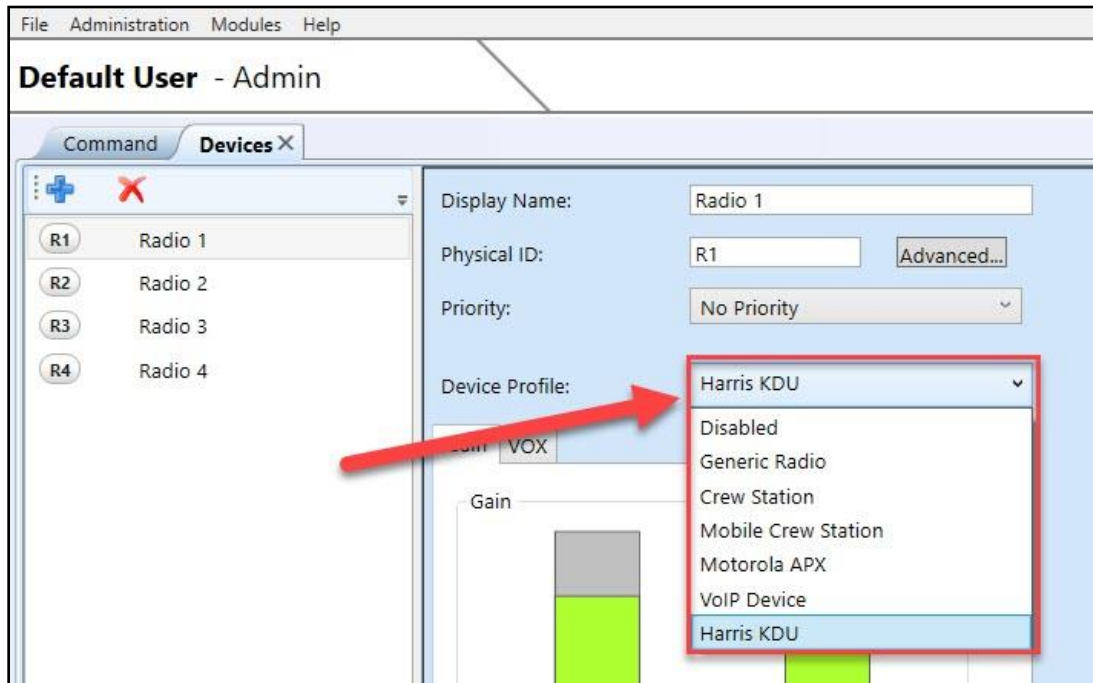 File Administration Modules Help
Default User - Admin
Command Devices
R1 Radio 1
R2 Radio 2
R3 Radio 3
R4 Radio 4
Display Name: Radio 1
Physical ID: R1 Advanced...
Priority: No Priority
Device Profile: Harris KDU
Disabled
Generic Radio
Crew Station
Mobile Crew Station
Motorola APX
VoIP Device
Harris KDU
VOX
Gain